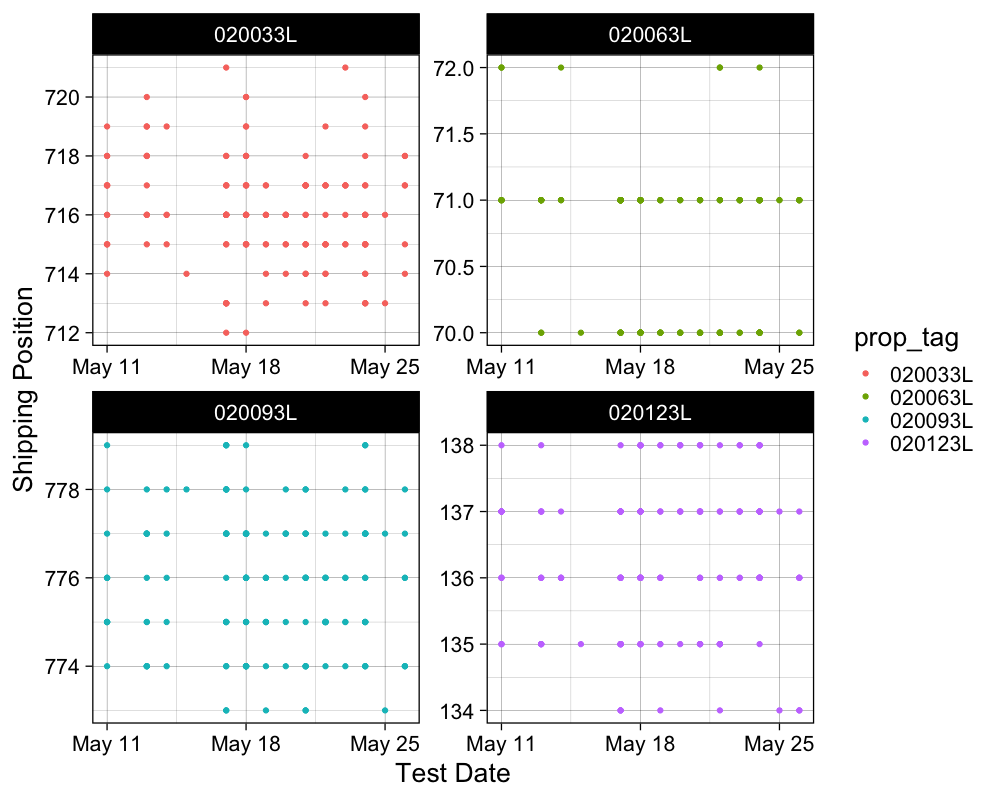 020033L
020063L
720
718
716
714
712
72.0
71.5
71.0
70.5
70.0
May 11 May 18 May 25
May 11 May 18 May 25
020093L
020123L
778
776
774
138
137
136
135
134
May 11 May 18 May 25
May 11 May 18 May 25
Shipping Position
Test Date
prop_tag
020033L
020063L
020093L
020123L